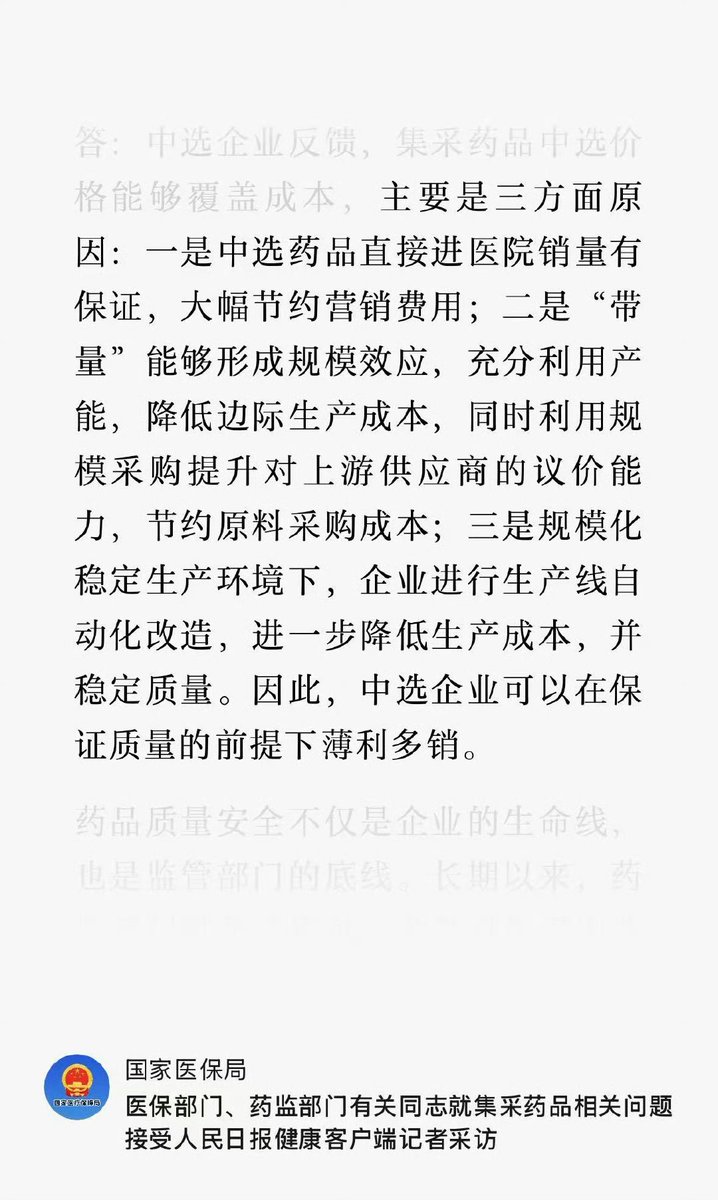 答：中选企业反馈，集采药品中选价
格能够覆盖成本，主要是三方面原
因：一是中选药品直接进医院销量有
保证，大幅节约营销费用；二是“带
量”能够形成规模效应，充分利用产
能，降低边际生产成本，同时利用规
模采购提升对上游供应商的议价能
力，节约原料采购成本；三是规模化
稳定生产环境下，企业进行生产线自
动化改造，进一步降低生产成本，并
稳定质量。因此，中选企业可以在保
证质量的前提下薄利多销。
药品质量安全不仅是企业的生命线，
也是监管部门的底线。长期以来，药
国家医疗保障局
国家医保局
医保部门、药监部门有关同志就集采药品相关问题
接受人民日报健康客户端记者采访